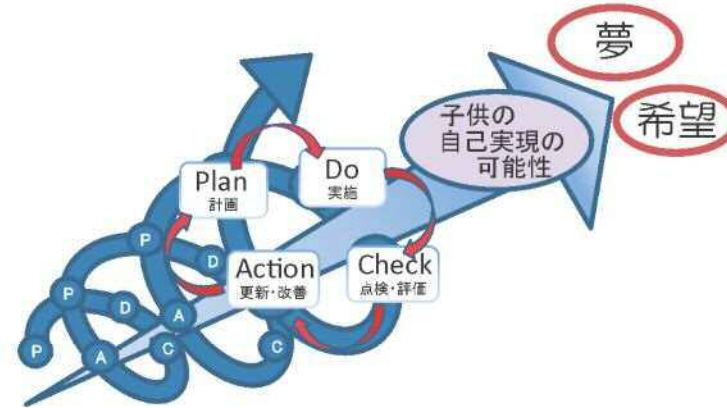 夢
希望
子供の
自己実現の
可能性
Plan
計画
Do
実施
Check
点検・評価
Action
更新・改善
P
D
A
P
D
C
A
C
P